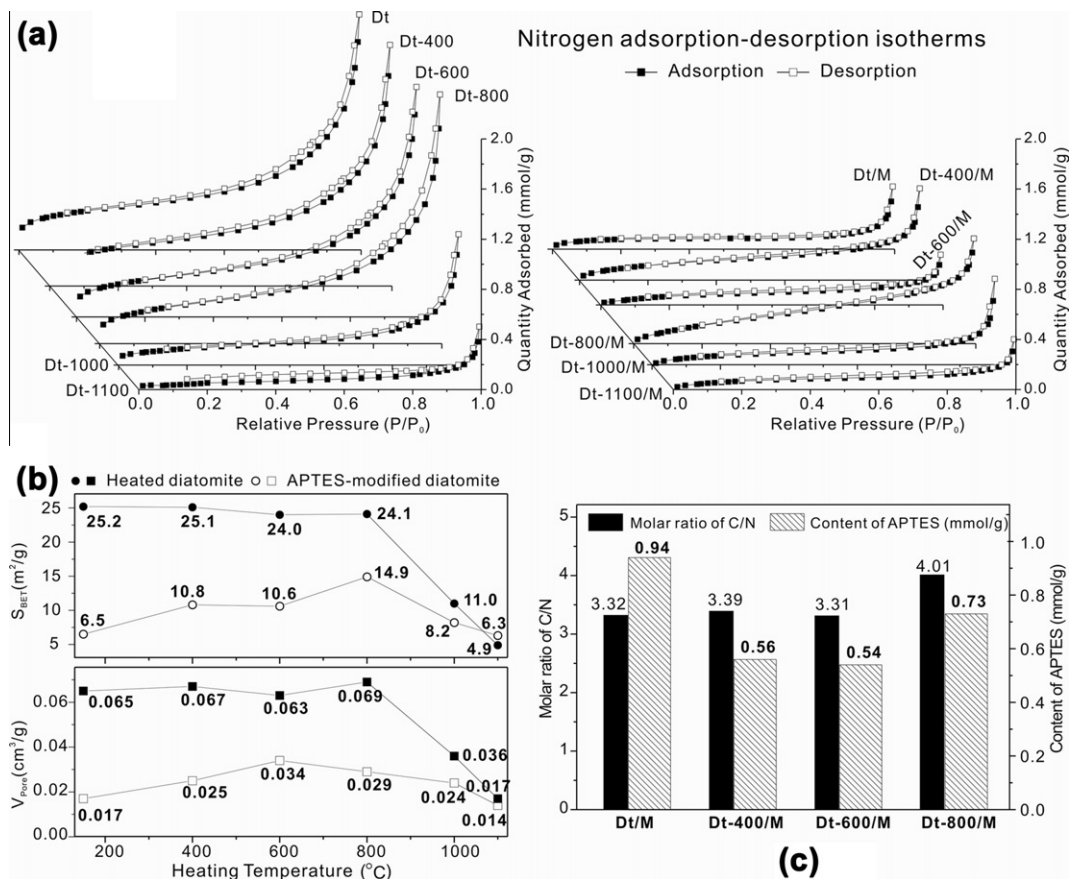 (a)
Nitrogen adsorption-desorption isotherms
Adsorption Desorption
Dt
Dt-400
Dt-600
Dt-800
Dt-1000
Dt-1100
2.0
1.6
1.2
0.8
0.4
0.0
Quantity Adsorbed (mmol/g)
0.0 0.2 0.4 0.6 0.8 1.0
Relative Pressure (P/P0)
Dt/M
Dt-400/M
Dt-600/M
Dt-800/M
Dt-1000/M
Dt-1100/M
2.0
1.6
1.2
0.8
0.4
0.0
Quantity Adsorbed (mmol/g)
0.0 0.2 0.4 0.6 0.8 1.0
Relative Pressure (P/P0)
(b)
Heated diatomite APTES-modified diatomite
SBET(m2/g)
25
20
15
10
5
25.2 25.1 24.0 24.1 11.0 4.9
6.5 10.8 10.6 14.9 8.2 6.3
VPore(cm3/g)
0.06
0.04
0.02
0.00
0.065 0.067 0.063 0.069 0.036 0.017
0.017 0.025 0.034 0.029 0.024 0.014
200 400 600 800 1000
Heating Temperature (oC)
Molar ratio of C/N Content of APTES (mmol/g)
Molar ratio of C/N
5
4
3
2
1
0
3.32 0.94 3.39 0.56 3.31 0.54 4.01 0.73
1.0
0.8
0.6
0.4
0.2
0.0
Content of APTES (mmol/g)
Dt/M Dt-400/M Dt-600/M Dt-800/M
(c)